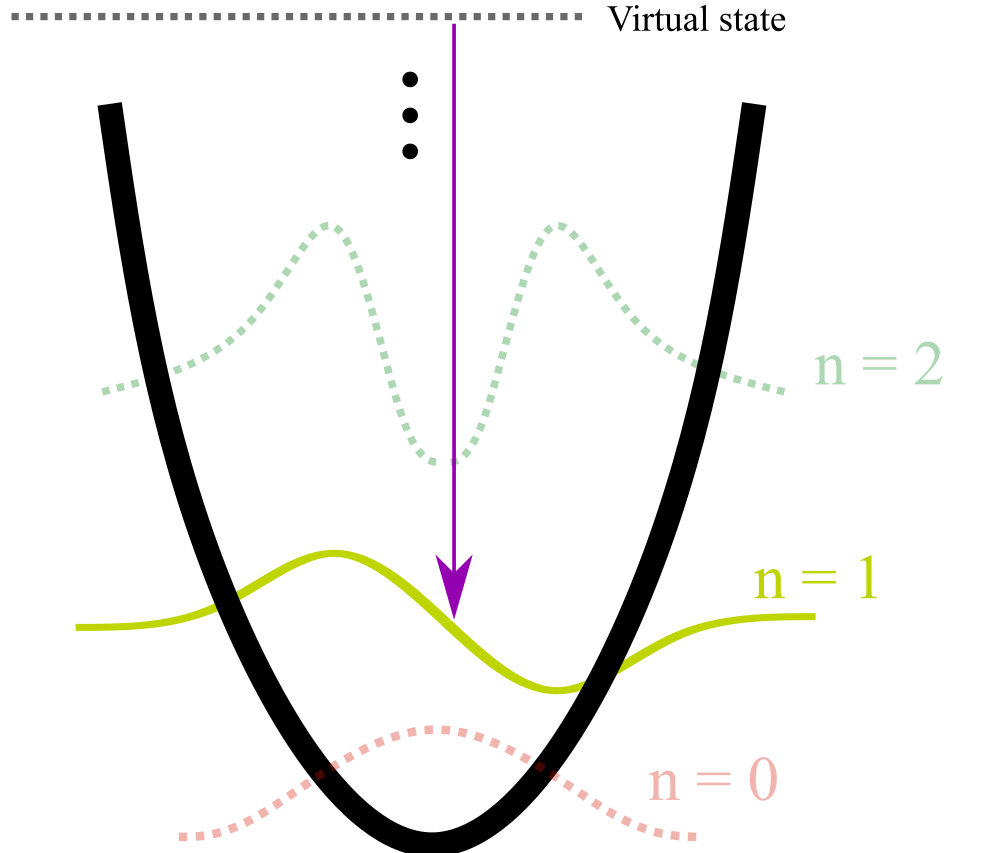 Virtual state
n = 2
n = 1
n = 0